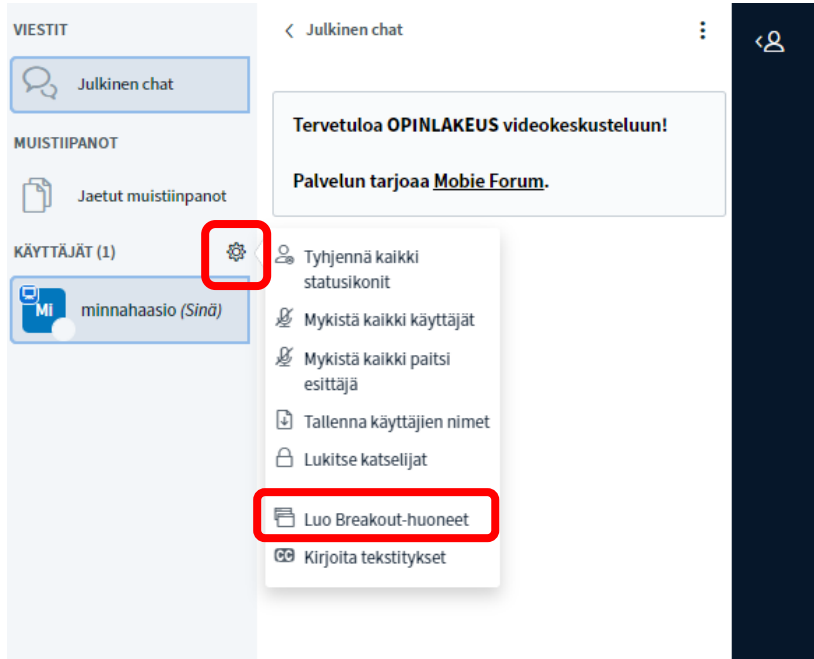 VIESTIT
Julkinen chat
MUISTIIPANOT
Jaetut muistiinpanot
KÄYTTÄJÄT (1)
Mi
minnahaasio (Sinä)
Julkinen chat
Tervetuloa OPINLAKEUS videokeskusteluun!
Palvelun tarjoaa Mobie Forum.
Tyhjennä kaikki
statusikonit
Mykistä kaikki käyttäjät
Mykistä kaikki paitsi
esittäjä
Tallenna käyttäjien nimet
Lukitse katselijat
Luo Breakout-huoneet
CC Kirjoita tekstitykset